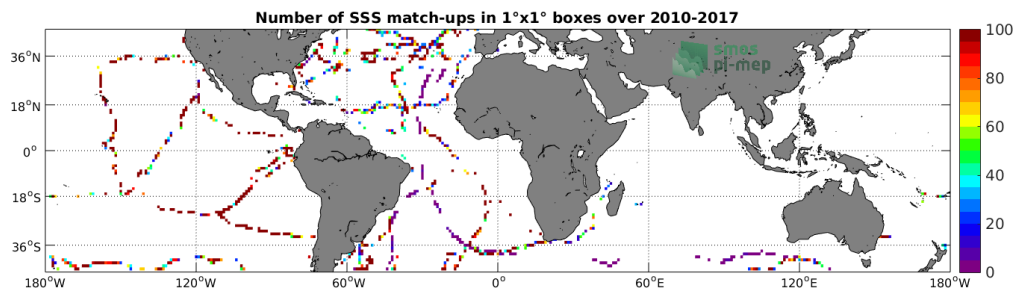 Number of SSS match-ups in 1°x1° boxes over 2010-2017
smos
pi-mep
36°N
18°N
0°
18°S
36°S
180°W
120°W
60°W
0°
60°E
120°E
180°W
100
80
60
40
20
0